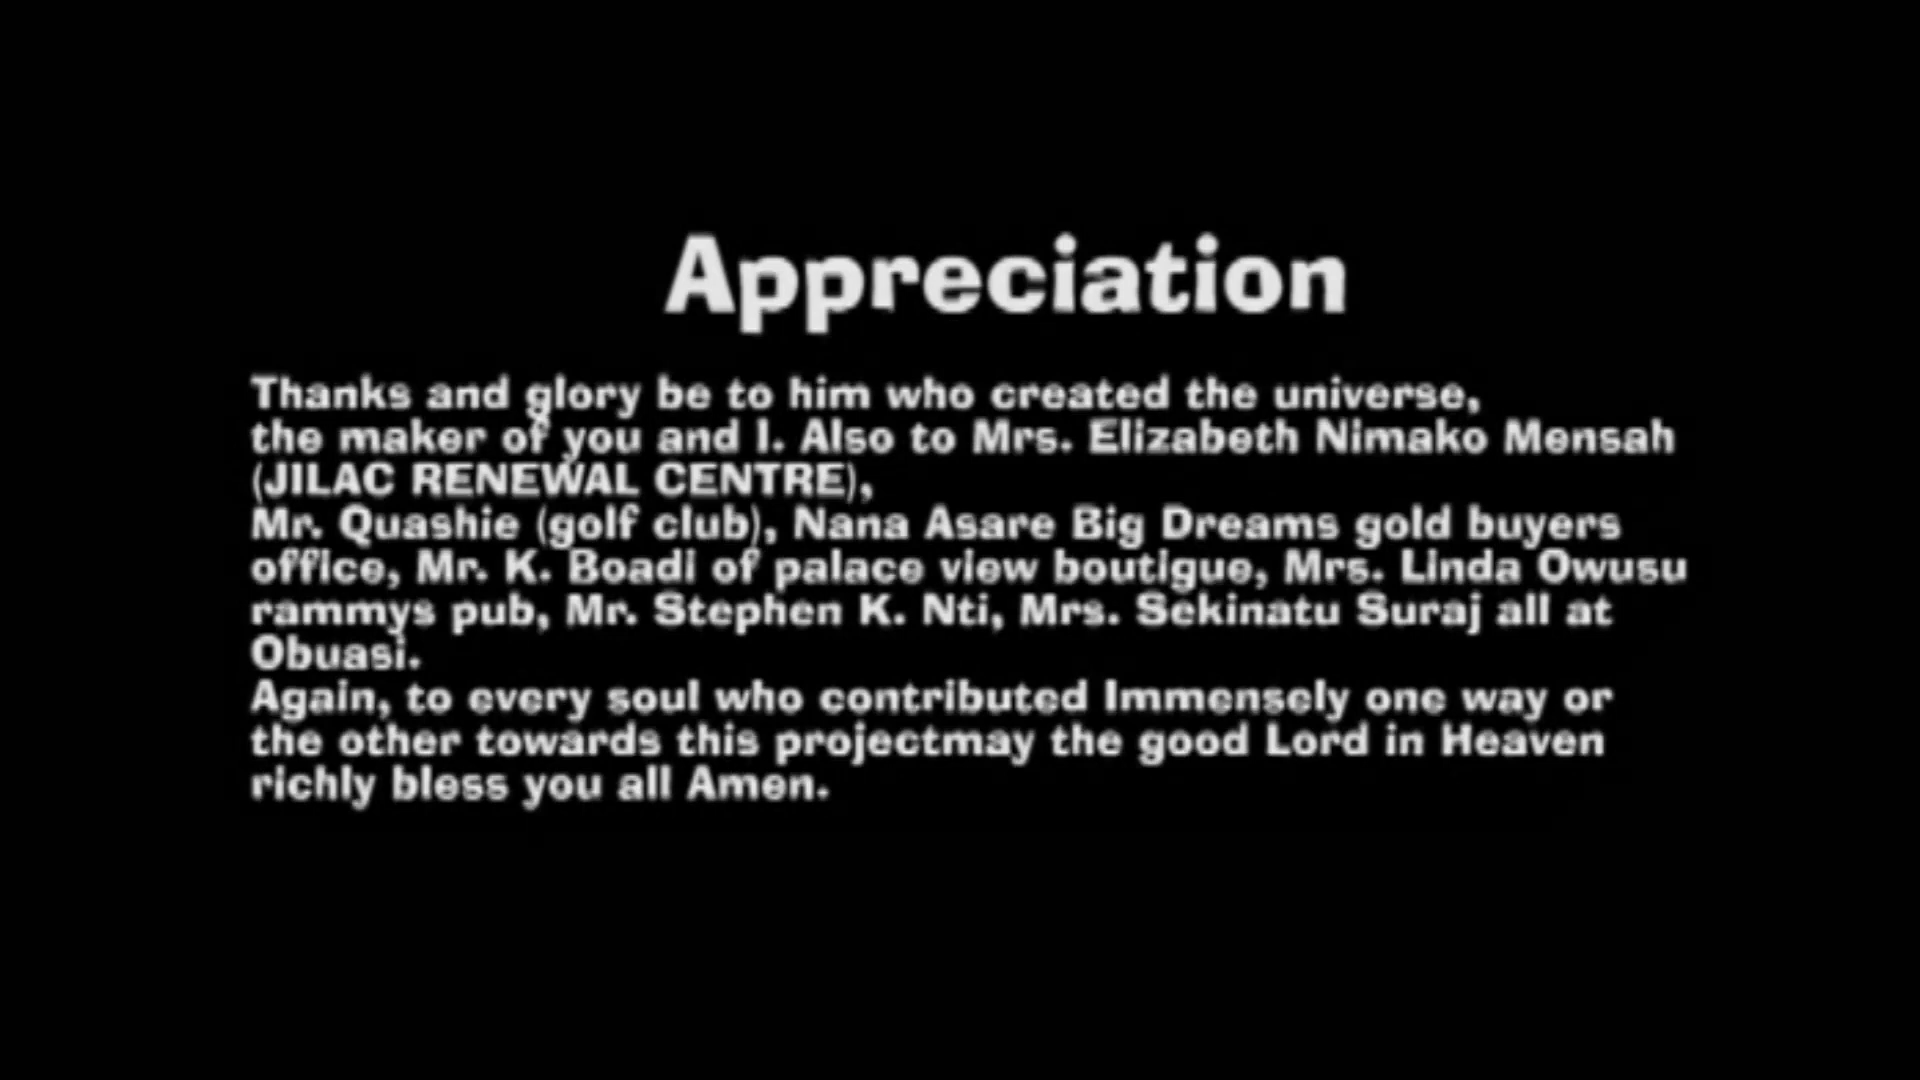 Appreciation
Thanks and glory be to him who created the universe,
the maker of you and I. Also to Mrs. Elizabeth Nimako Mensah
(JILAC RENEWAL CENTRE),
Mr. Quashie (golf club), Nana Asare Big Dreams gold buyers
office, Mr. K. Boadi of palace view boutigue, Mrs. Linda Owusu
rammys pub, Mr. Stephen K. Nti, Mrs. Sekinatu Suraj all at
Obuasi.
Again, to every soul who contributed Immensely one way or
the other towards this projectmay the good Lord in Heaven
richly bless you all Amen.